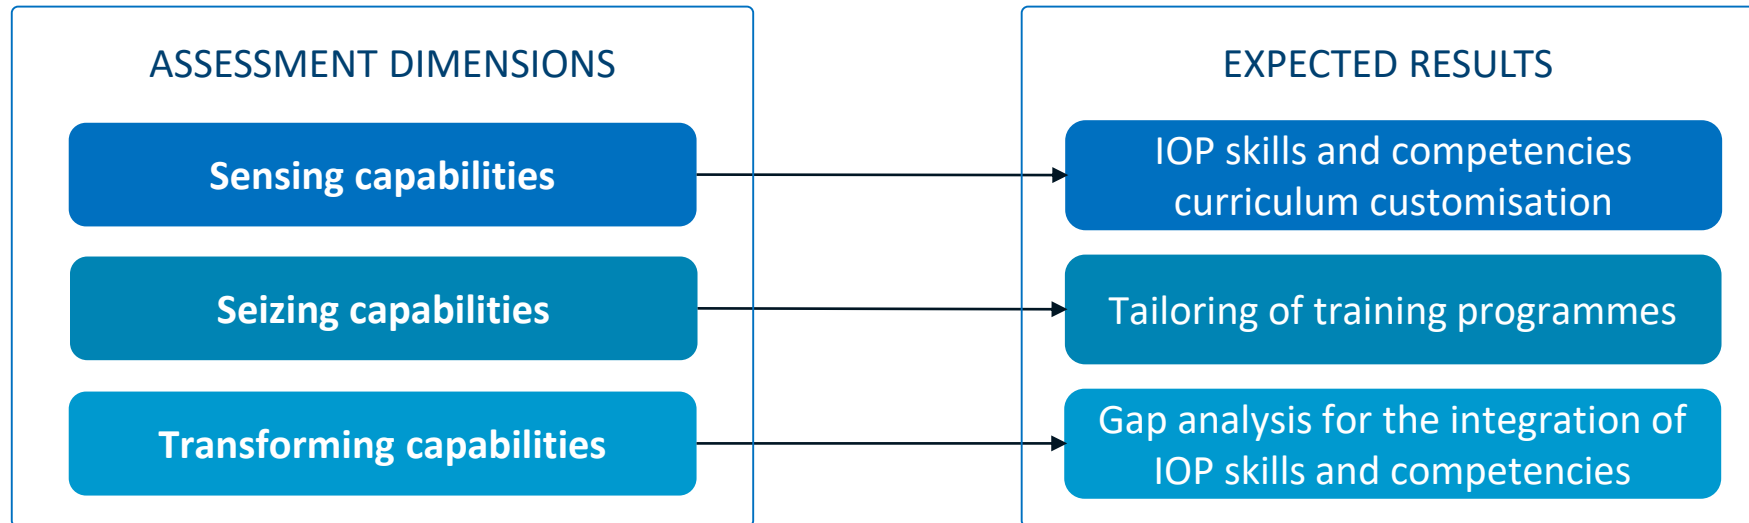 ASSESSMENT DIMENSIONS
Sensing capabilities
Seizing capabilities
Transforming capabilities
EXPECTED RESULTS
IOP skills and competencies
curriculum customisation
Tailoring of training programmes
Gap analysis for the integration of
IOP skills and competencies